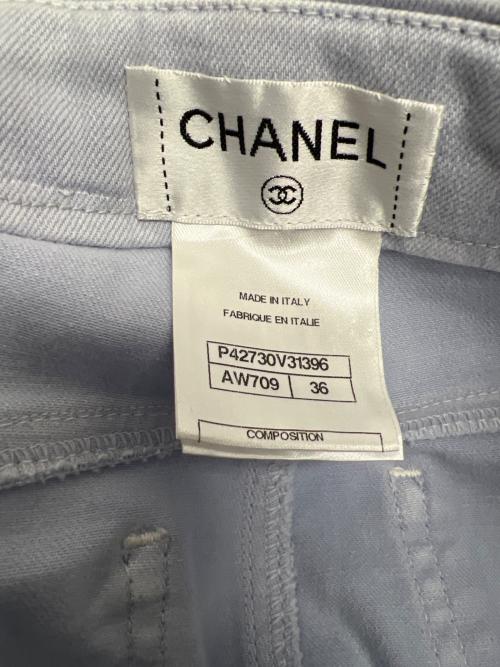 CHANEL
MADE IN ITALY
FABRIQUE EN ITALIE
P42730V31396
AW709 36
COMPOSITION